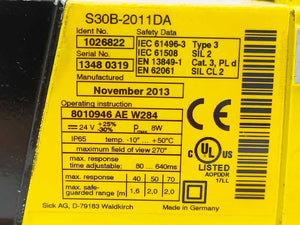 S30B-2011DA
Ident No. Safety Data
1026822 IEC 61496-3 Type 3
IEC 61508 SIL 2
Serial No. EN 13849-1 Cat. 3, PL d
1348 0319 EN 62061 SIL CL 2
November 2013
Operating instruction
8010946 AE W284
24 V +25% -30% Pmax 8W
IP65 temp. -10°... +50°C
maximum field of view 270°
max. response
time adjustable: 80 ... 640ms
max. response 40 50 70
max. safe-
guarded range [m] 1,6 2,0 2,0
Sick AG, D-79183 Waldkirch
C UL US
LISTED
AOPDDR
17LL
CE